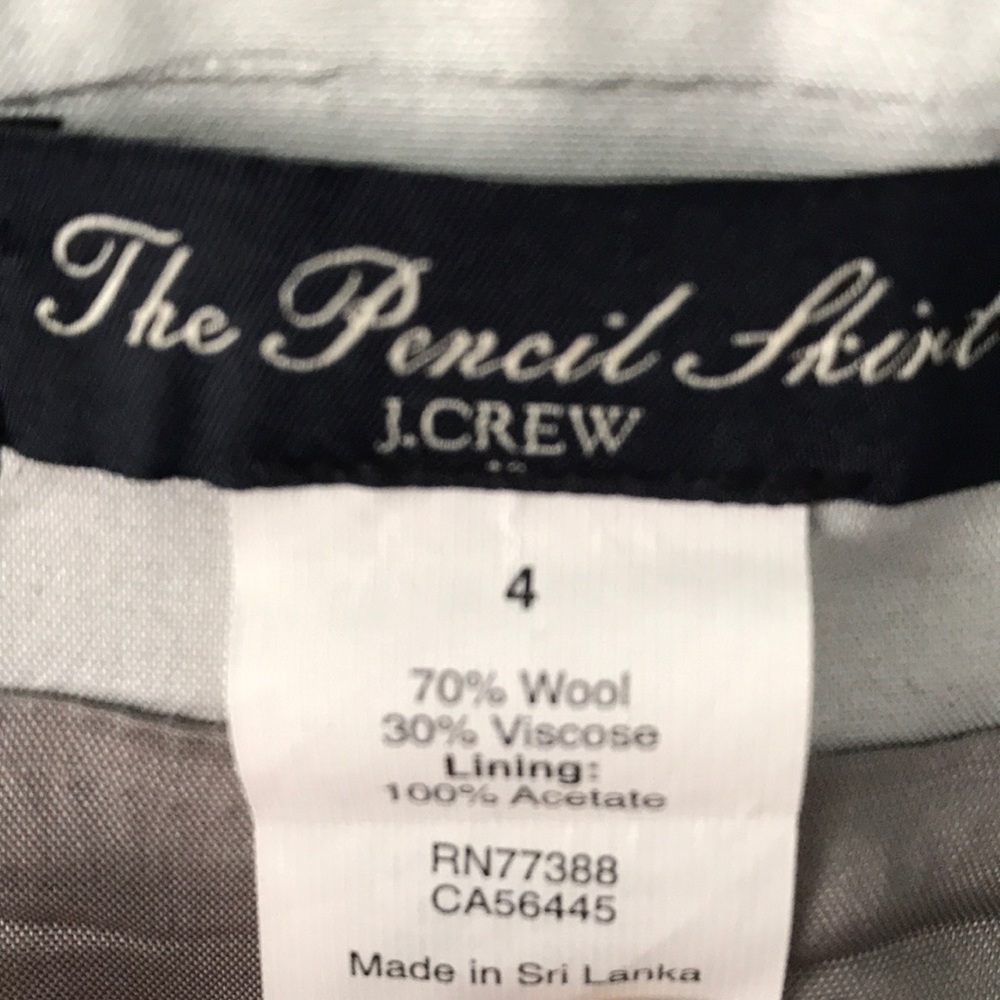 The Pencil Skirt
J.CREW
4
70% Wool
30% Viscose
Lining:
100% Acetate
RN77388
CA56445
Made in Sri Lanka